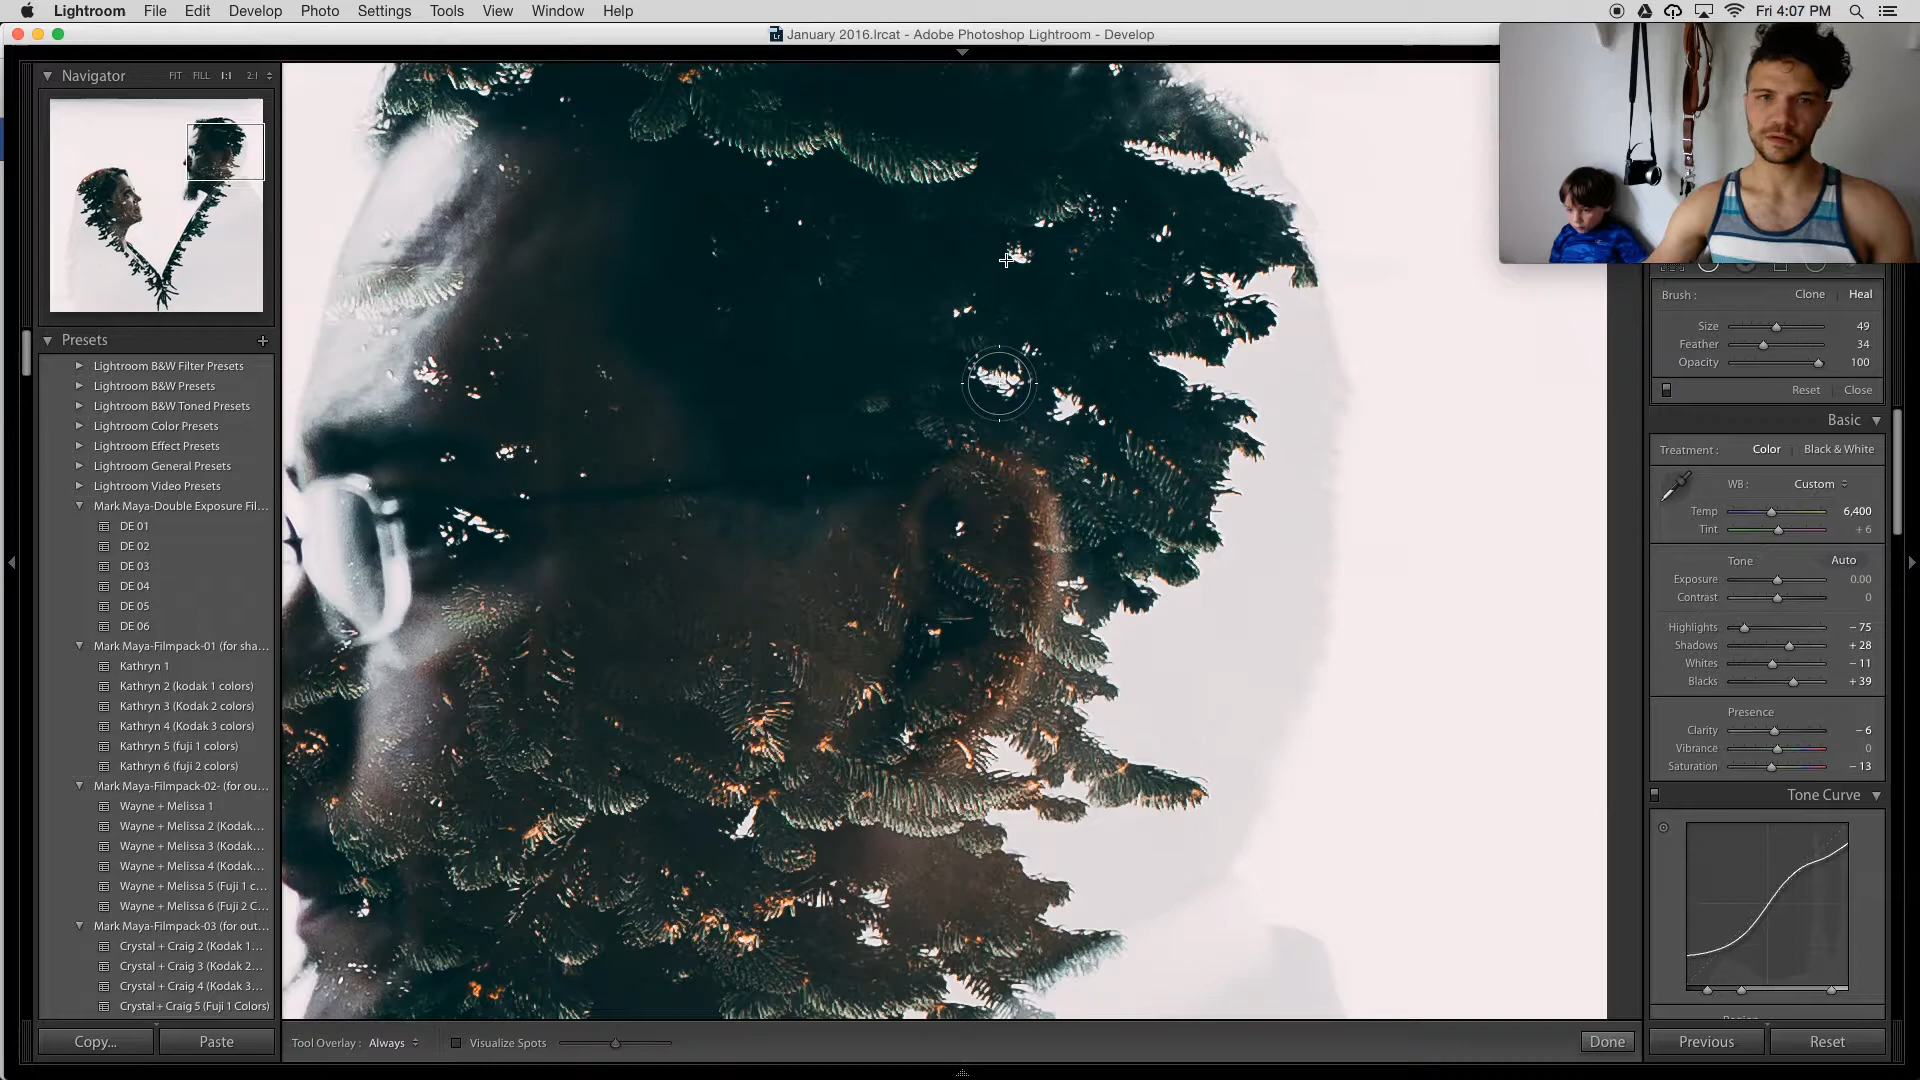 Lightroom File Edit Develop Photo Settings Tools View Window Help Fri 4:07 PM
January 2016.lrcat - Adobe Photoshop Lightroom - Develop
Navigator FIT FILL 1:1 2:1
Presets +
Lightroom B&W Filter Presets
Lightroom B&W Presets
Lightroom B&W Toned Presets
Lightroom Color Presets
Lightroom Effect Presets
Lightroom General Presets
Lightroom Video Presets
Mark Maya-Double Exposure Fil...
DE 01
DE 02
DE 03
DE 04
DE 05
DE 06
Mark Maya-Filmpack-01 (for sha...
Kathryn 1
Kathryn 2 (kodak 1 colors)
Kathryn 3 (Kodak 2 colors)
Kathryn 4 (Kodak 3 colors)
Kathryn 5 (fuji 1 colors)
Kathryn 6 (fuji 2 colors)
Mark Maya-Filmpack-02- (for ou...
Wayne + Melissa 1
Wayne + Melissa 2 (Kodak...
Wayne + Melissa 3 (Kodak...
Wayne + Melissa 4 (Kodak...
Wayne + Melissa 5 (Fuji 1 c...
Wayne + Melissa 6 (Fuji 2 C...
Mark Maya-Filmpack-03 (for out...
Crystal + Craig 2 (Kodak 1...
Crystal + Craig 3 (Kodak 2...
Crystal + Craig 4 (Kodak 3...
Crystal + Craig 5 (Fuji 1 Colors)
Copy... Paste
Tool Overlay : Always Visualize Spots Done
Brush : Clone Heal
Size 49
Feather 34
Opacity 100
Reset Close
Basic
Treatment : Color Black & White
WB : Custom
Temp 6,400
Tint + 6
Tone Auto
Exposure 0.00
Contrast 0
Highlights − 75
Shadows + 28
Whites − 11
Blacks + 39
Presence
Clarity − 6
Vibrance 0
Saturation − 13
Tone Curve
Previous Reset